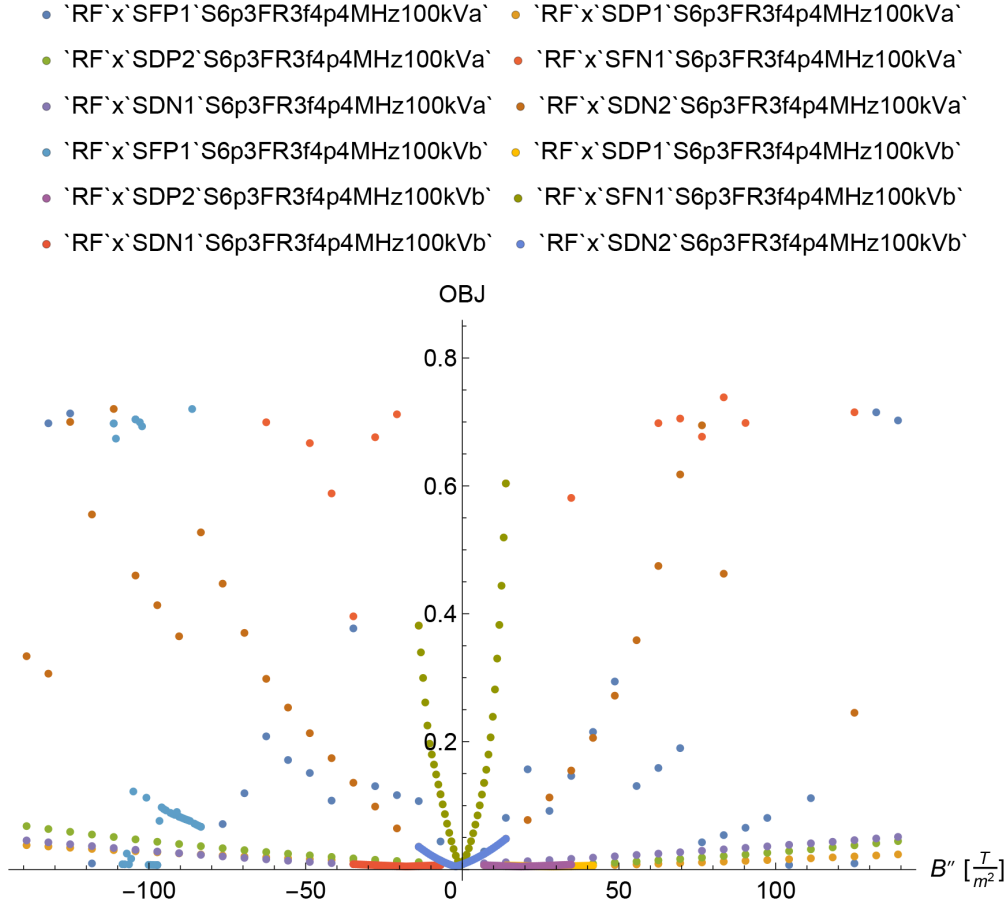 `RF`x`SFP1`S6p3FR3f4p4MHz100kVa` `RF`x`SDP1`S6p3FR3f4p4MHz100kVa`
`RF`x`SDP2`S6p3FR3f4p4MHz100kVa` `RF`x`SFN1`S6p3FR3f4p4MHz100kVa`
`RF`x`SDN1`S6p3FR3f4p4MHz100kVa` `RF`x`SDN2`S6p3FR3f4p4MHz100kVa`
`RF`x`SFP1`S6p3FR3f4p4MHz100kVb` `RF`x`SDP1`S6p3FR3f4p4MHz100kVb`
`RF`x`SDP2`S6p3FR3f4p4MHz100kVb` `RF`x`SFN1`S6p3FR3f4p4MHz100kVb`
`RF`x`SDN1`S6p3FR3f4p4MHz100kVb` `RF`x`SDN2`S6p3FR3f4p4MHz100kVb`
OBJ
0.8
0.6
0.4
0.2
B″ [T/m²]
−100 −50 0 50 100